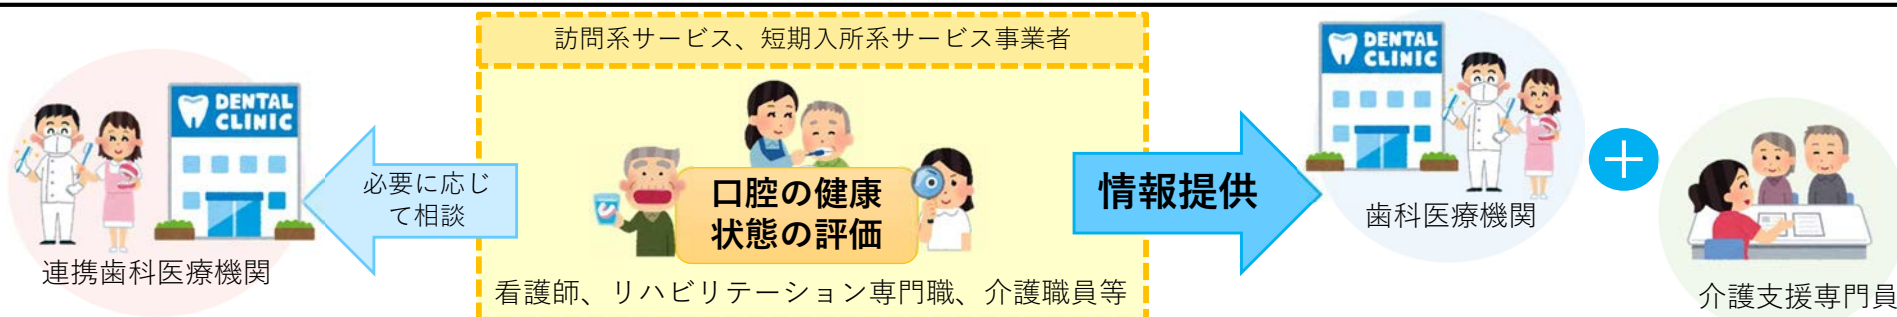 訪問系サービス、短期入所系サービス事業者
DENTAL
CLINIC
必要に応じ
て相談
連携歯科医療機関
口腔の健康
状態の評価
看護師、リハビリテーション専門職、介護職員等
情報提供
DENTAL
CLINIC
歯科医療機関
＋
介護支援専門員